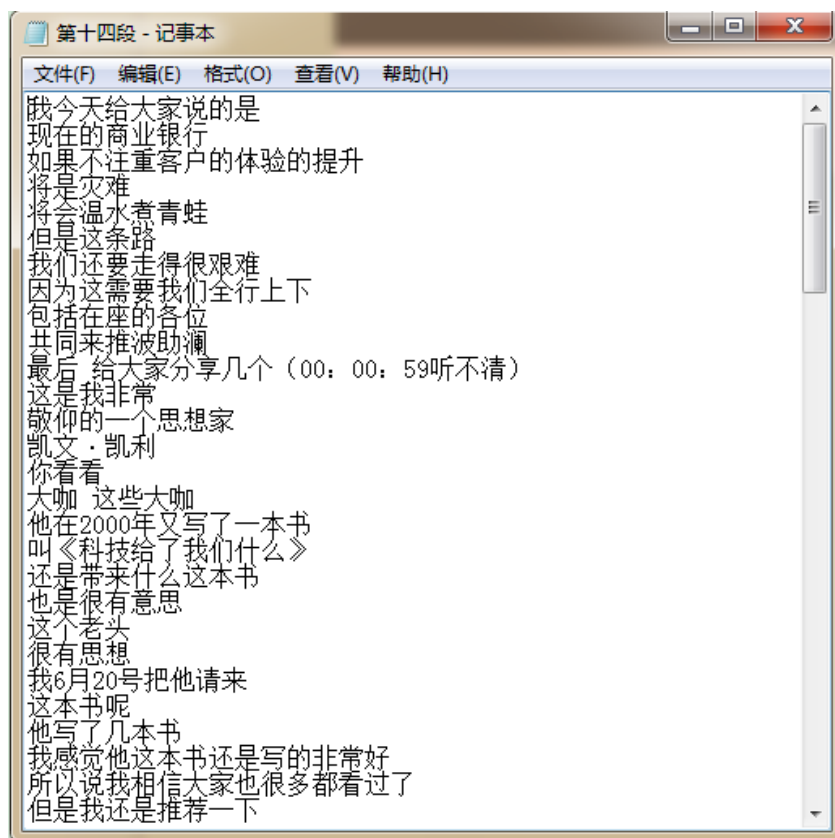 第十四段 - 记事本
文件(F) 编辑(E) 格式(O) 查看(V) 帮助(H)
我今天给大家说的是
现在的商业银行
如果不注重客户的体验的提升
将是灾难
将会温水煮青蛙
但是这条路
我们还要走得很艰难
因为这需要我们全行上下
包括在座的各位
共同来推波助澜
最后 给大家分享几个（00：00：59听不清）
这是我非常
敬仰的一个思想家
凯文·凯利
你看看
大咖 这些大咖
他在2000年又写了一本书
叫《科技给了我们什么》
还是带来什么这本书
也是很有意思
这个老头
很有思想
我6月20号把他请来
这本书呢
他写了几本书
我感觉他这本书还是写的非常好
所以说我相信大家也很多都看过了
但是我还是推荐一下